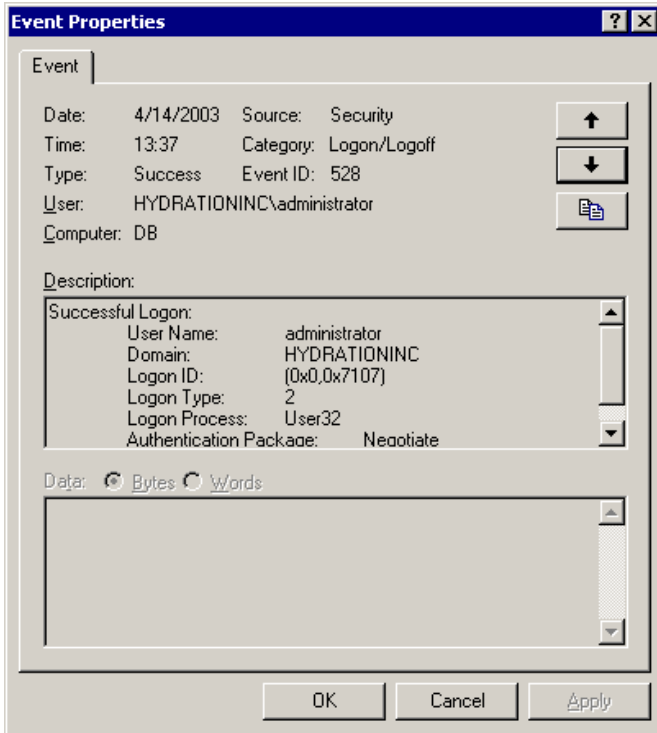 Event Properties
Event
Date: 4/14/2003 Source: Security
Time: 13:37 Category: Logon/Logoff
Type: Success Event ID: 528
User: HYDRATIONINC\administrator
Computer: DB
Description:
Successful Logon:
User Name: administrator
Domain: HYDRATIONINC
Logon ID: (0x0,0x7107)
Logon Type: 2
Logon Process: User32
Authentication Package: Negotiate
Data: Bytes Words
OK Cancel Apply